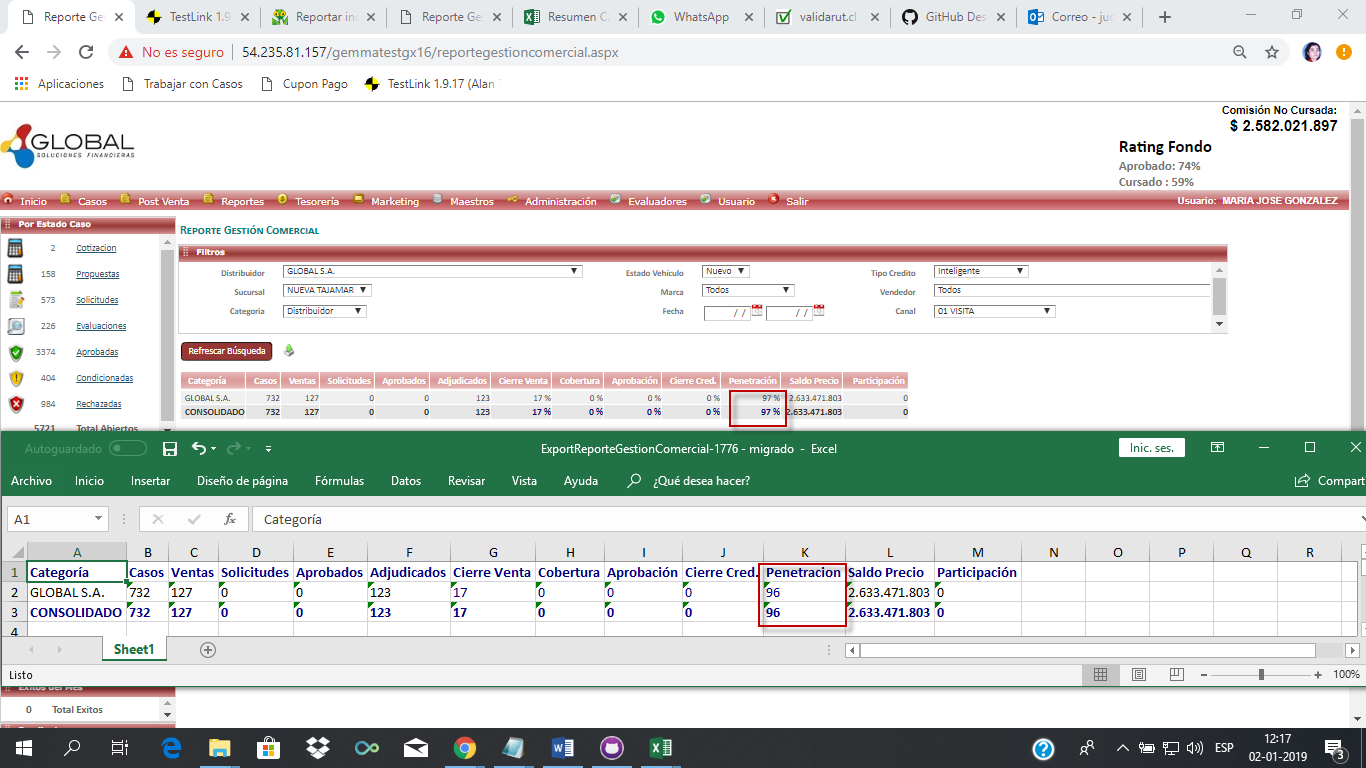 Reporte Ge
TestLink 1.9
Reportar in
Reporte Ge
Resumen C
WhatsApp
validarut.cl
GitHub Des
Correo - ju
No es seguro | 54.235.81.157/gemmatestgx16/reportegestioncomercial.aspx
Aplicaciones Trabajar con Casos Cupon Pago TestLink 1.9.17 (Alan
Comisión No Cursada:
$ 2.582.021.897
GLOBAL
SOLUCIONES FINANCIERAS
Rating Fondo
Aprobado: 74%
Cursado : 59%
Inicio Casos Post Venta Reportes Tesorería Marketing Maestros Administración Evaluadores Usuario Salir Usuario: MARIA JOSE GONZALEZ
Por Estado Caso
2 Cotizacion
158 Propuestas
573 Solicitudes
226 Evaluaciones
3374 Aprobadas
404 Condicionadas
984 Rechazadas
5721 Total Abiertos
REPORTE GESTIÓN COMERCIAL
Filtros
Distribuidor GLOBAL S.A. Estado Vehículo Nuevo Tipo Credito Inteligente
Sucursal NUEVA TAJAMAR Marca Todos Vendedor Todos
Categoria Distribuidor Fecha / / / / Canal 01 VISITA
Refrescar Búsqueda
Categoría Casos Ventas Solicitudes Aprobados Adjudicados Cierre Venta Cobertura Aprobación Cierre Cred. Penetración Saldo Precio Participación
GLOBAL S.A. 732 127 0 0 123 17 % 0 % 0 % 0 % 97 % 2.633.471.803 0
CONSOLIDADO 732 127 0 0 123 17 % 0 % 0 % 0 % 97 % 2.633.471.803 0
Autoguardado ExportReporteGestionComercial-1776 - migrado - Excel Inic. ses.
Archivo Inicio Insertar Diseño de página Fórmulas Datos Revisar Vista Ayuda ¿Qué desea hacer? Compart
A1 fx Categoría
A B C D E F G H I J K L M N O P Q R
1 Categoría Casos Ventas Solicitudes Aprobados Adjudicados Cierre Venta Cobertura Aprobación Cierre Cred. Penetracion Saldo Precio Participación
2 GLOBAL S.A. 732 127 0 0 123 17 0 0 0 96 2.633.471.803 0
3 CONSOLIDADO 732 127 0 0 123 17 0 0 0 96 2.633.471.803 0
4
Sheet1
Listo 100%
Exitos del Mes
0 Total Exitos
ESP 12:17
02-01-2019
3